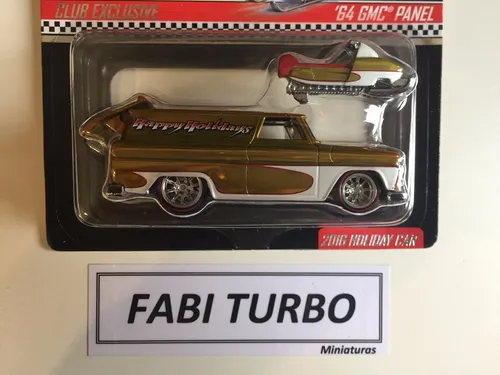 CLUB EXCLUSIVE
'64 GMC® PANEL
Happy Holidays
2016 HOLIDAY CAR
FABI TURBO
Miniaturas